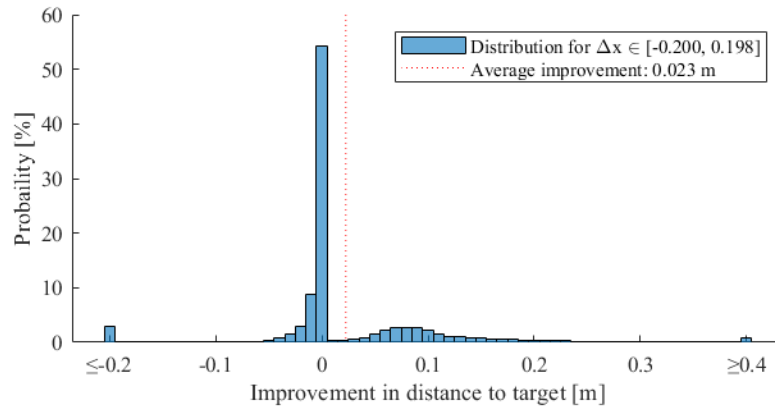 60
50
40
30
20
10
0
Probaility [%]
Distribution for Δx ∈ [-0.200, 0.198]
Average improvement: 0.023 m
≤-0.2 -0.1 0 0.1 0.2 0.3 ≥0.4
Improvement in distance to target [m]